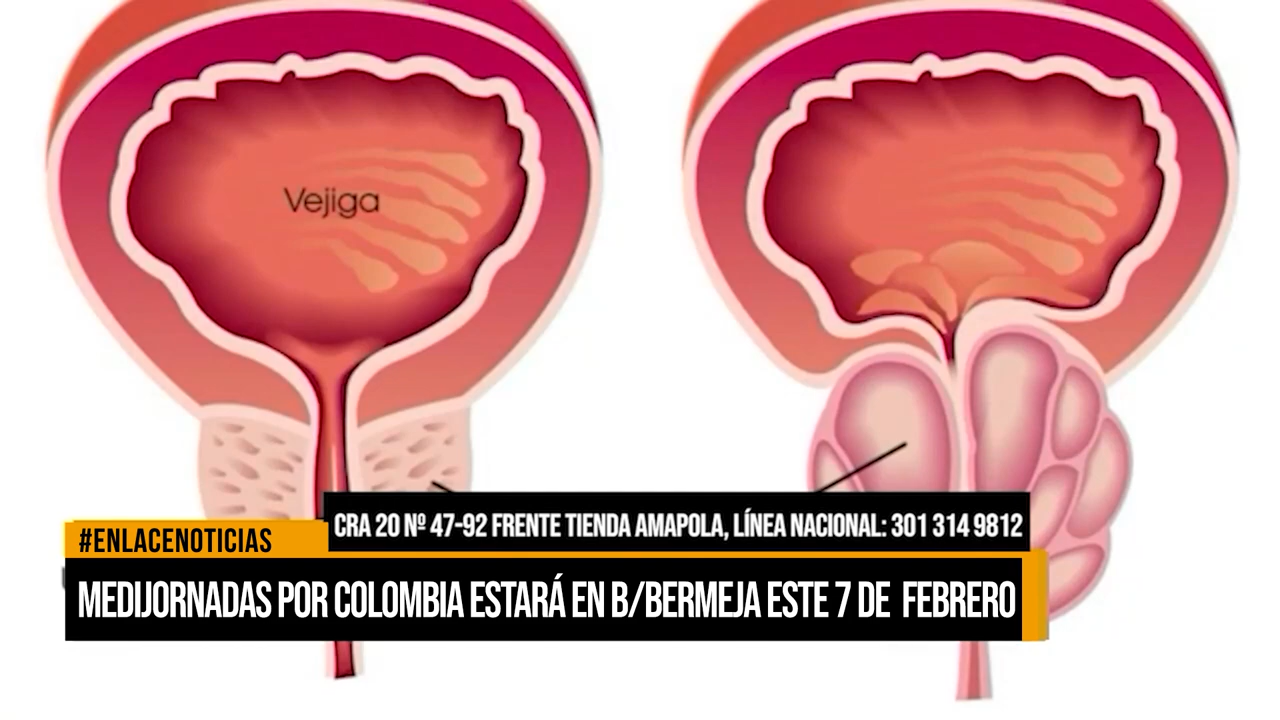 Vejiga
CRA 20 Nº 47-92 FRENTE TIENDA AMAPOLA, LÍNEA NACIONAL: 301 314 9812
#ENLACENOTICIAS
MEDIJORNADAS POR COLOMBIA ESTARÁ EN B/BERMEJA ESTE 7 DE FEBRERO